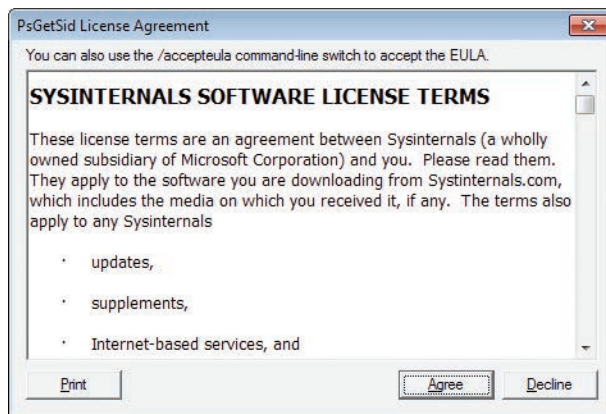 PsGetSid License Agreement
You can also use the /accepteula command-line switch to accept the EULA.
SYSINTERNALS SOFTWARE LICENSE TERMS
These license terms are an agreement between Sysinternals (a wholly
owned subsidiary of Microsoft Corporation) and you.  Please read them.
They apply to the software you are downloading from Systinternals.com,
which includes the media on which you received it, if any.  The terms also
apply to any Sysinternals
· updates,
· supplements,
· Internet-based services, and
Print Agree Decline